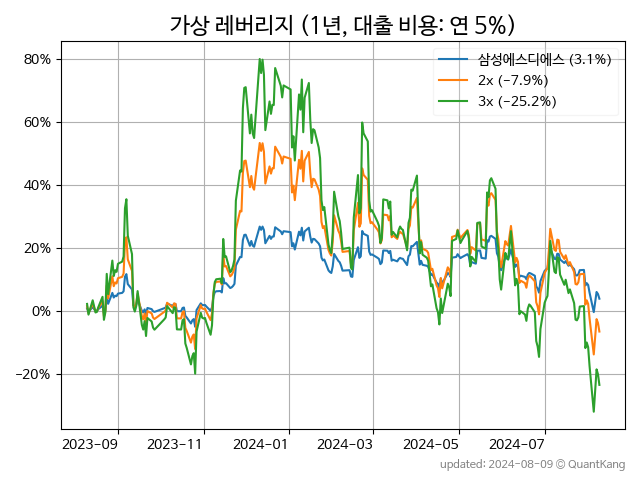 가상 레버리지 (1년, 대출 비용: 연 5%)
삼성에스디에스 (3.1%)
2x (−7.9%)
3x (−25.2%)
80%
60%
40%
20%
0%
−20%
2023-09 2023-11 2024-01 2024-03 2024-05 2024-07
updated: 2024-08-09 © QuantKang